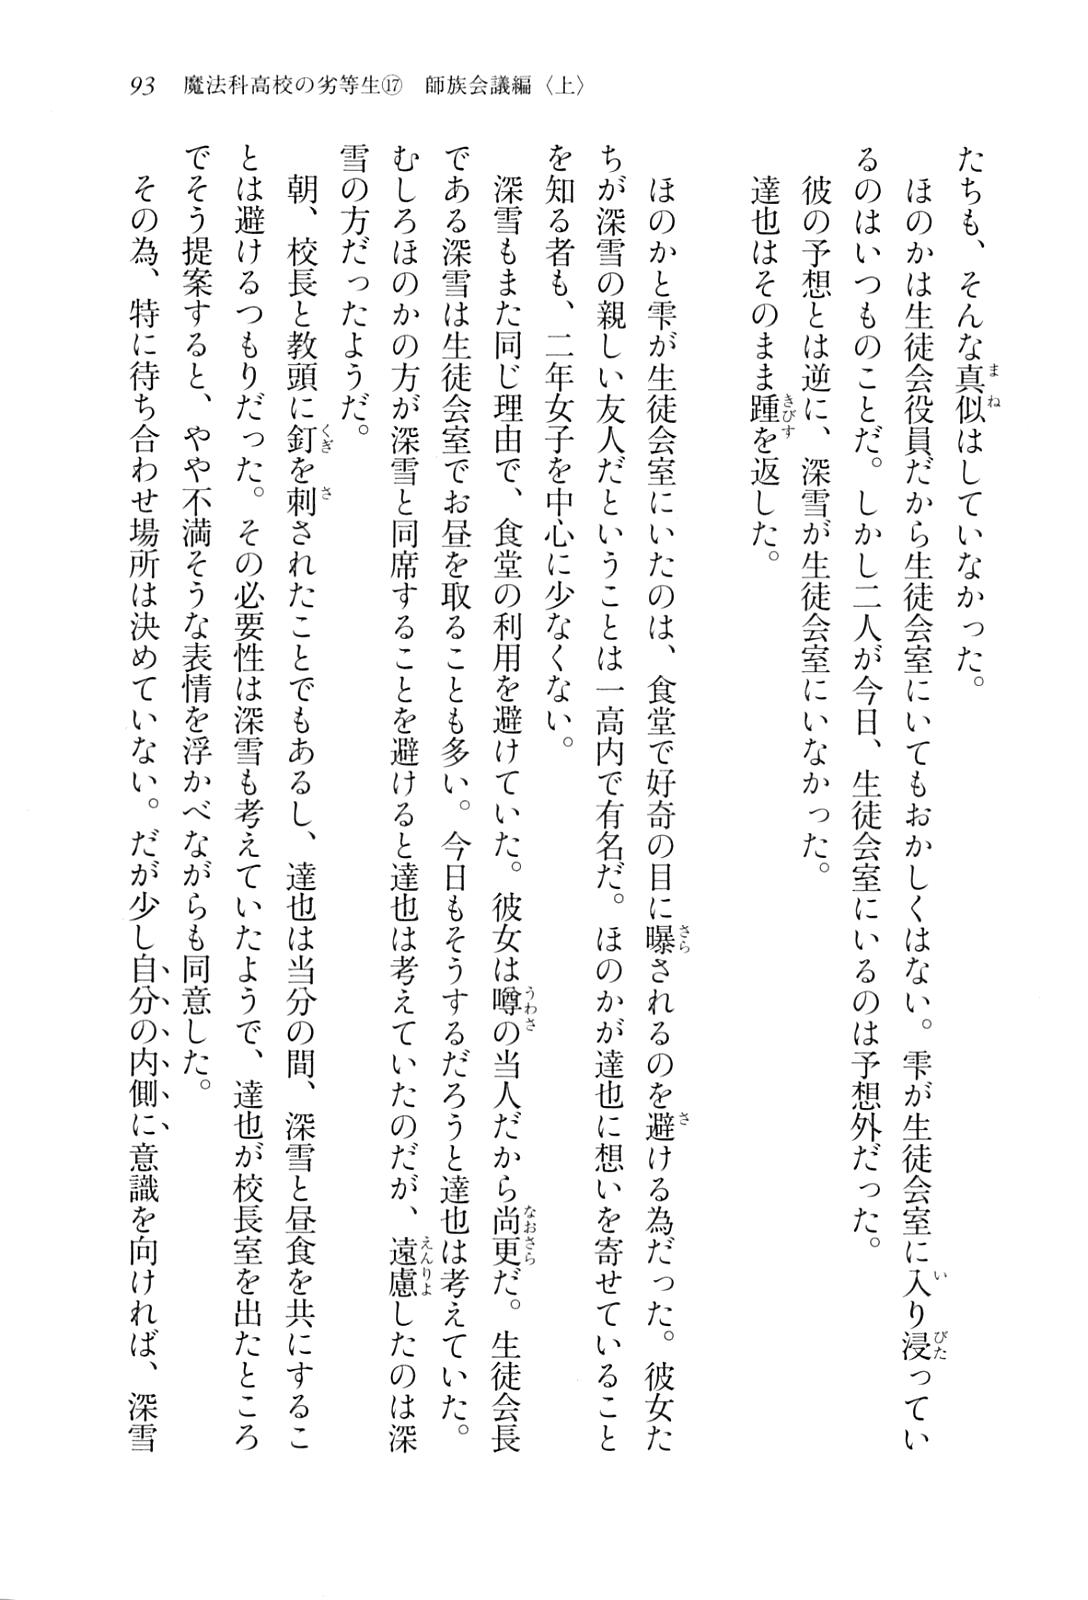 93　魔法科高校の劣等生⑰　師族会議編〈上〉
たちも、そんな真似はしていなかった。
　ほのかは生徒会役員だから生徒会室にいてもおかしくはない。雫が生徒会室に入り浸ってい
るのはいつものことだ。しかし二人が今日、生徒会室にいるのは予想外だった。
　彼の予想とは逆に、深雪が生徒会室にいなかった。
　達也はそのまま踵を返した。
　ほのかと雫が生徒会室にいたのは、食堂で好奇の目に曝されるのを避ける為だった。彼女た
ちが深雪の親しい友人だということは一高内で有名だ。ほのかが達也に想いを寄せていること
を知る者も、二年女子を中心に少なくない。
　深雪もまた同じ理由で、食堂の利用を避けていた。彼女は噂の当人だから尚更だ。生徒会長
である深雪は生徒会室でお昼を取ることも多い。今日もそうするだろうと達也は考えていた。
むしろほのかの方が深雪と同席することを避けると達也は考えていたのだが、遠慮したのは深
雪の方だったようだ。
　朝、校長と教頭に釘を刺されたことでもあるし、達也は当分の間、深雪と昼食を共にするこ
とは避けるつもりだった。その必要性は深雪も考えていたようで、達也が校長室を出たところ
でそう提案すると、やや不満そうな表情を浮かべながらも同意した。
　その為、特に待ち合わせ場所は決めていない。だが少し自分の内側に意識を向ければ、深雪